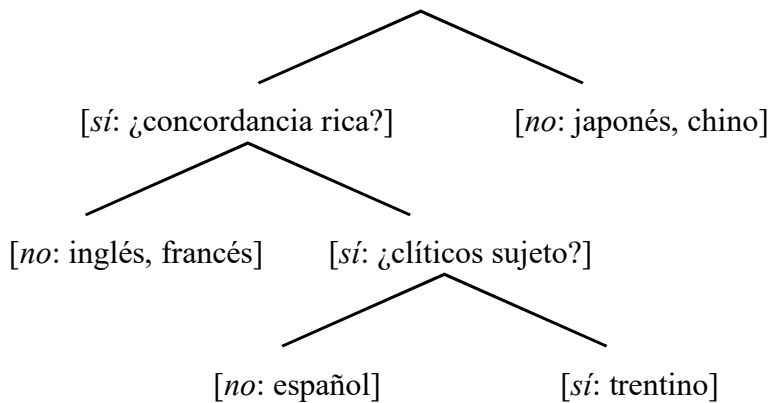 [sí: ¿concordancia rica?] [no: japonés, chino]
[no: inglés, francés] [sí: ¿clíticos sujeto?]
[no: español] [sí: trentino]